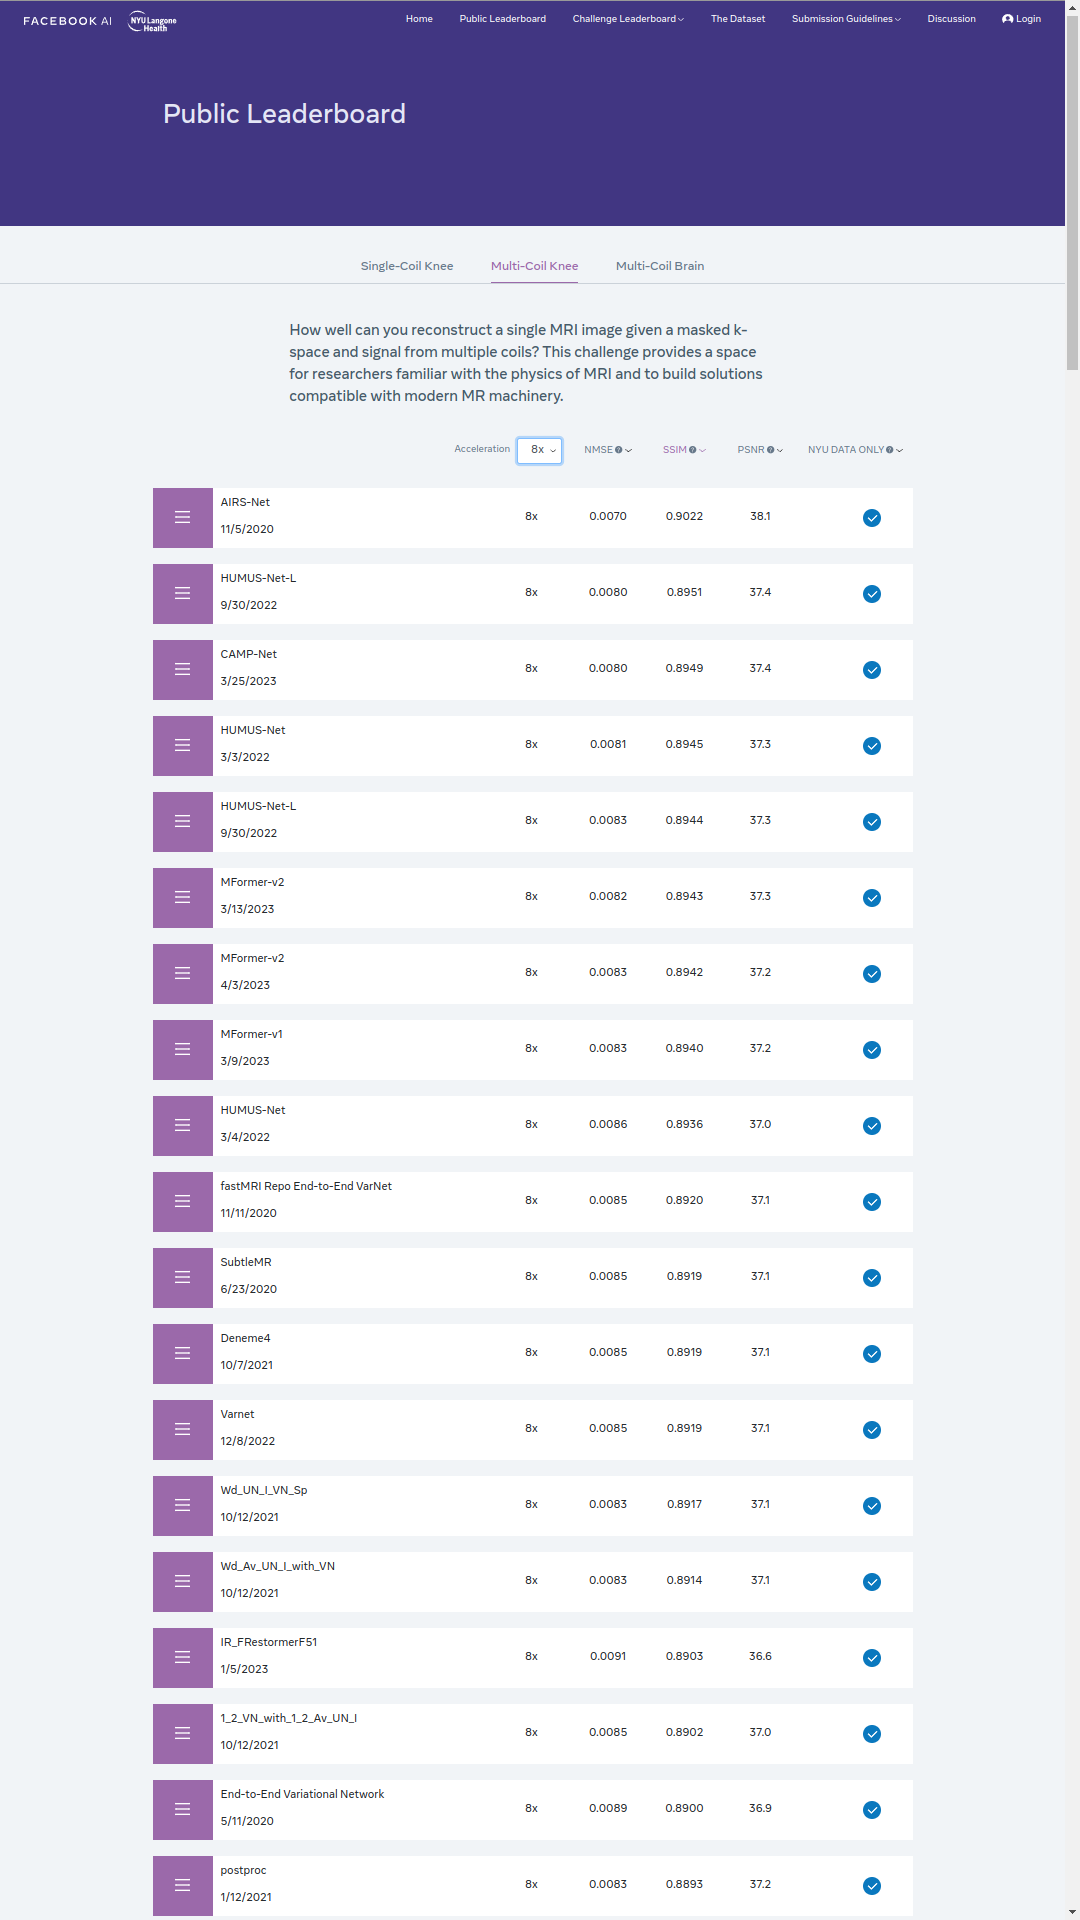 FACEBOOK AI
NYU Langone
Health
Home
Public Leaderboard
Challenge Leaderboard
The Dataset
Submission Guidelines
Discussion
Login
Public Leaderboard
Single-Coil Knee
Multi-Coil Knee
Multi-Coil Brain
How well can you reconstruct a single MRI image given a masked k-
space and signal from multiple coils? This challenge provides a space
for researchers familiar with the physics of MRI and to build solutions
compatible with modern MR machinery.
Acceleration 8x NMSE ? SSIM ? PSNR ? NYU DATA ONLY ?
AIRS-Net
11/5/2020
8x 0.0070 0.9022 38.1
HUMUS-Net-L
9/30/2022
8x 0.0080 0.8951 37.4
CAMP-Net
3/25/2023
8x 0.0080 0.8949 37.4
HUMUS-Net
3/3/2022
8x 0.0081 0.8945 37.3
HUMUS-Net-L
9/30/2022
8x 0.0083 0.8944 37.3
MFormer-v2
3/13/2023
8x 0.0082 0.8943 37.3
MFormer-v2
4/3/2023
8x 0.0083 0.8942 37.2
MFormer-v1
3/9/2023
8x 0.0083 0.8940 37.2
HUMUS-Net
3/4/2022
8x 0.0086 0.8936 37.0
fastMRI Repo End-to-End VarNet
11/11/2020
8x 0.0085 0.8920 37.1
SubtleMR
6/23/2020
8x 0.0085 0.8919 37.1
Deneme4
10/7/2021
8x 0.0085 0.8919 37.1
Varnet
12/8/2022
8x 0.0085 0.8919 37.1
Wd_UN_I_VN_Sp
10/12/2021
8x 0.0083 0.8917 37.1
Wd_Av_UN_I_with_VN
10/12/2021
8x 0.0083 0.8914 37.1
IR_FRestormerF51
1/5/2023
8x 0.0091 0.8903 36.6
1_2_VN_with_1_2_Av_UN_I
10/12/2021
8x 0.0085 0.8902 37.0
End-to-End Variational Network
5/11/2020
8x 0.0089 0.8900 36.9
postproc
1/12/2021
8x 0.0083 0.8893 37.2